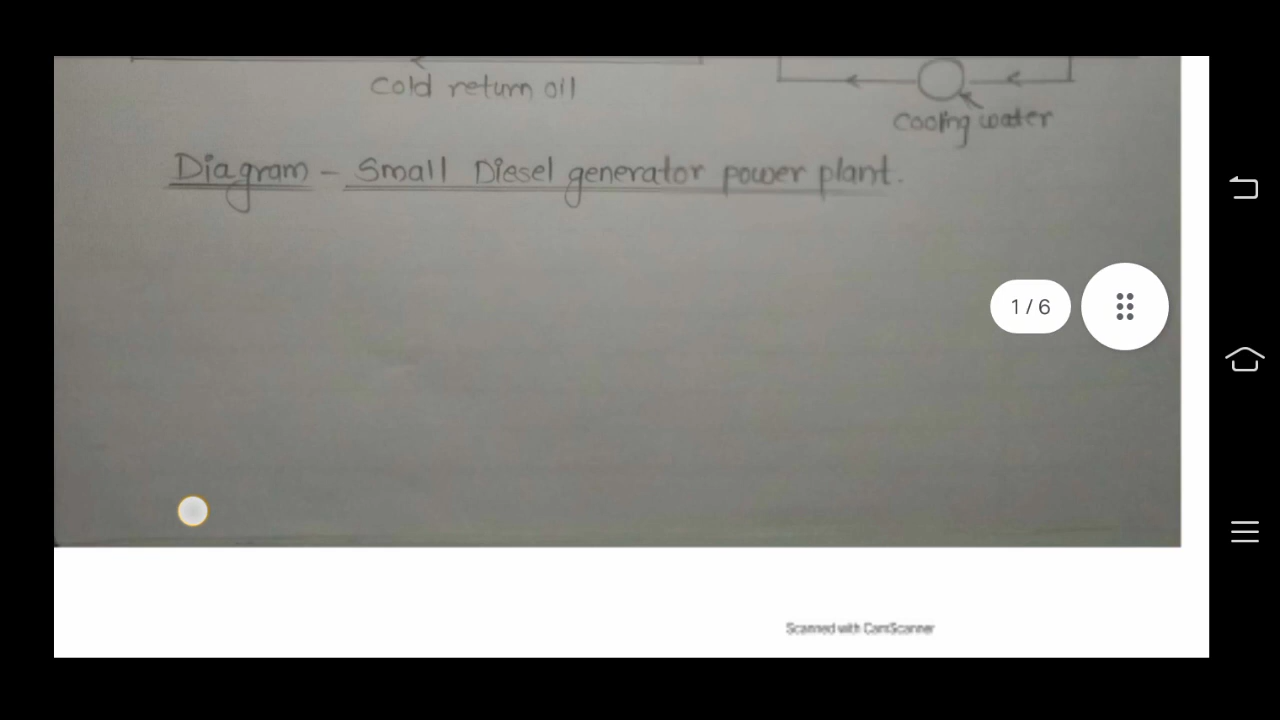 Cold return oil
Cooling water
Diagram - Small Diesel generator power plant.
1 / 6
Scanned with CamScanner